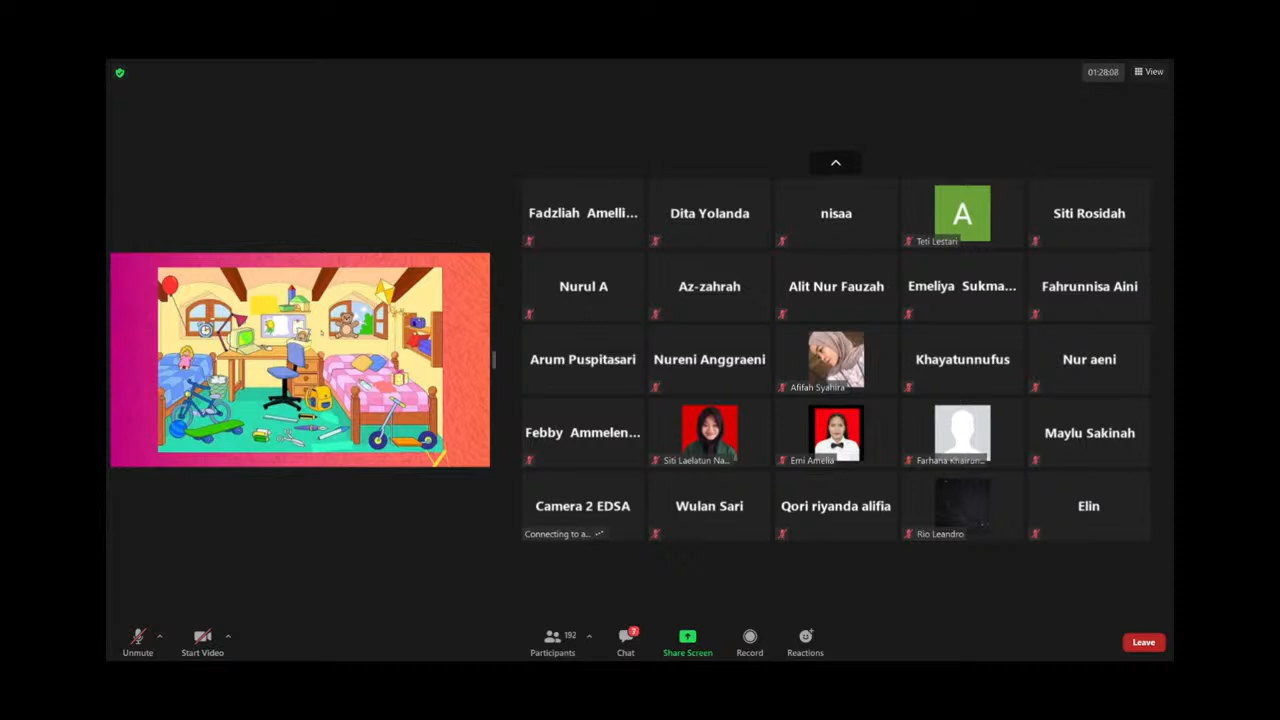 01:28:08
View
Fadzliah Amelli...
Dita Yolanda
nisaa
A
Teti Lestari
Siti Rosidah
Nurul A
Az-zahrah
Alit Nur Fauzah
Emeliya Sukma...
Fahrunnisa Aini
Arum Puspitasari
Nureni Anggraeni
Afifah Syahira
Khayatunnufus
Nur aeni
Febby Ammelen...
Siti Laelatun Na...
Emi Amelia
Farhana Khairun...
Maylu Sakinah
Camera 2 EDSA
Connecting to a...
Wulan Sari
Qori riyanda alifia
Rio Leandro
Elin
Unmute
Start Video
192
Participants
7
Chat
Share Screen
Record
Reactions
Leave